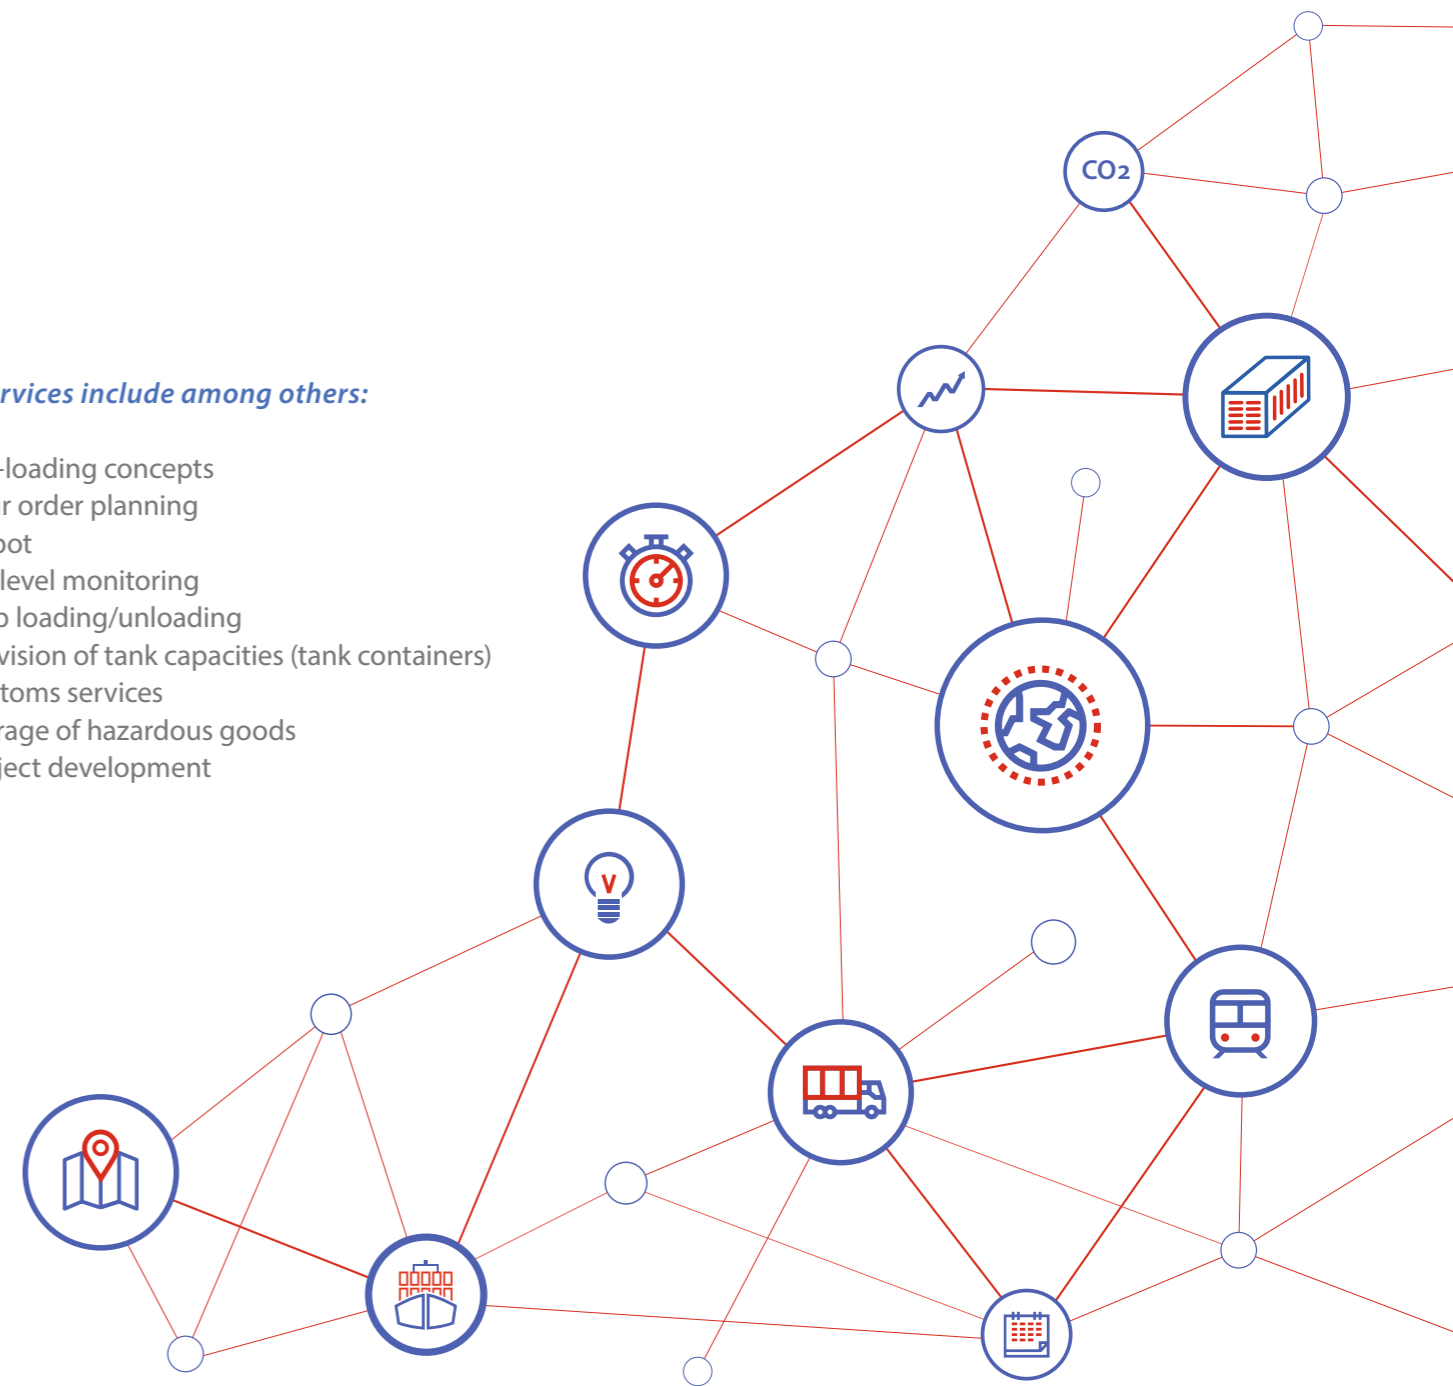 rvices include among others:
-loading concepts
r order planning
pot
level monitoring
p loading/unloading
vision of tank capacities (tank containers)
toms services
rage of hazardous goods
ject development
CO2